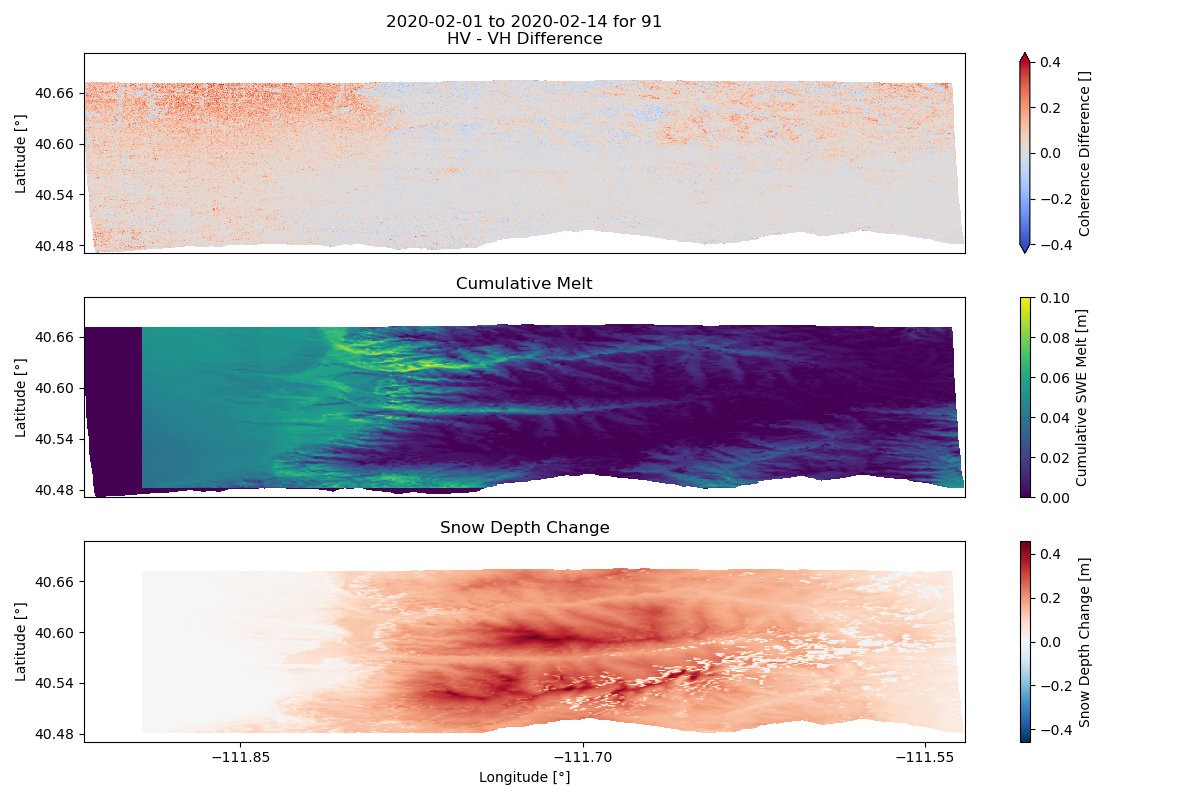 2020-02-01 to 2020-02-14 for 91
HV - VH Difference
40.66
40.60
40.54
40.48
Latitude [°]
0.4
0.2
0.0
−0.2
−0.4
Coherence Difference []
Cumulative Melt
40.66
40.60
40.54
40.48
Latitude [°]
0.10
0.08
0.06
0.04
0.02
0.00
Cumulative SWE Melt [m]
Snow Depth Change
40.66
40.60
40.54
40.48
Latitude [°]
−111.85
−111.70
−111.55
Longitude [°]
0.4
0.2
0.0
−0.2
−0.4
Snow Depth Change [m]